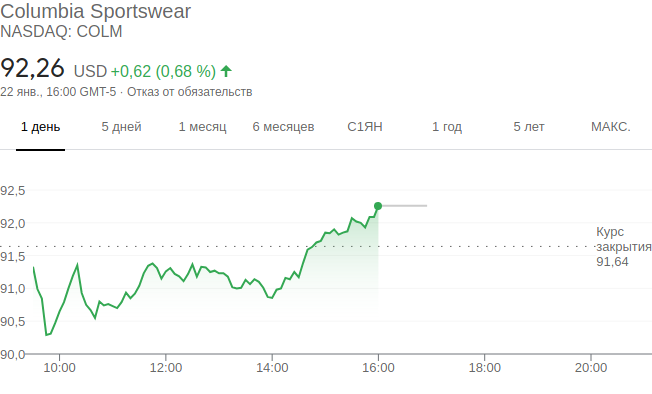 Columbia Sportswear
NASDAQ: COLM
92,26 USD +0,62 (0,68 %)
22 янв., 16:00 GMT-5 · Отказ от обязательств
1 день 5 дней 1 месяц 6 месяцев С1ЯН 1 год 5 лет МАКС.
92,5
92,0
Курс
закрытия
91,64
91,5
91,0
90,5
90,0
10:00 12:00 14:00 16:00 18:00 20:00